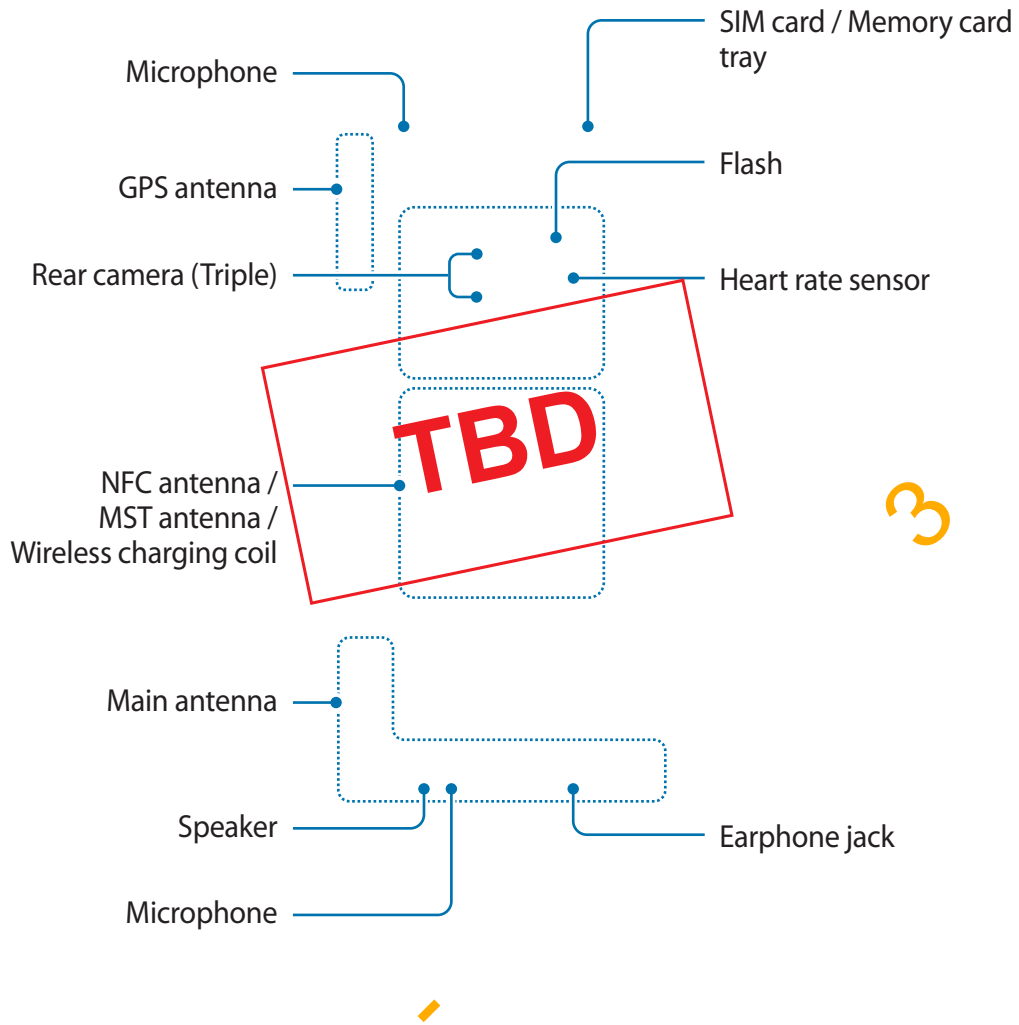 SIM card / Memory card
tray
Microphone
Flash
GPS antenna
Rear camera (Triple)
Heart rate sensor
TBD
NFC antenna /
MST antenna /
Wireless charging coil
3
Main antenna
Speaker
Earphone jack
Microphone